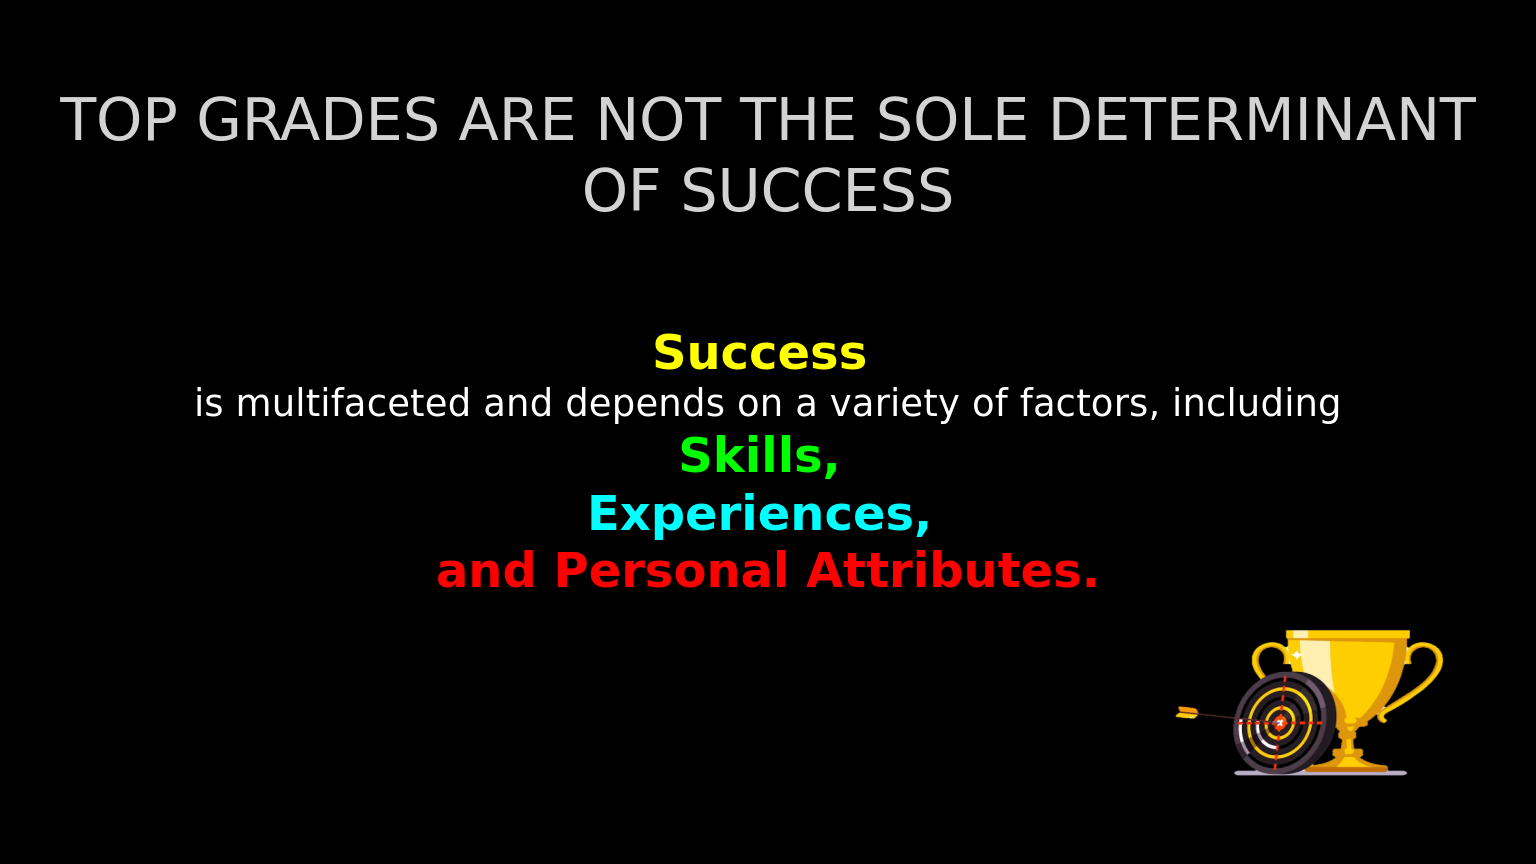 TOP GRADES ARE NOT THE SOLE DETERMINANT
OF SUCCESS
Success
is multifaceted and depends on a variety of factors, including
Skills,
Experiences,
and Personal Attributes.